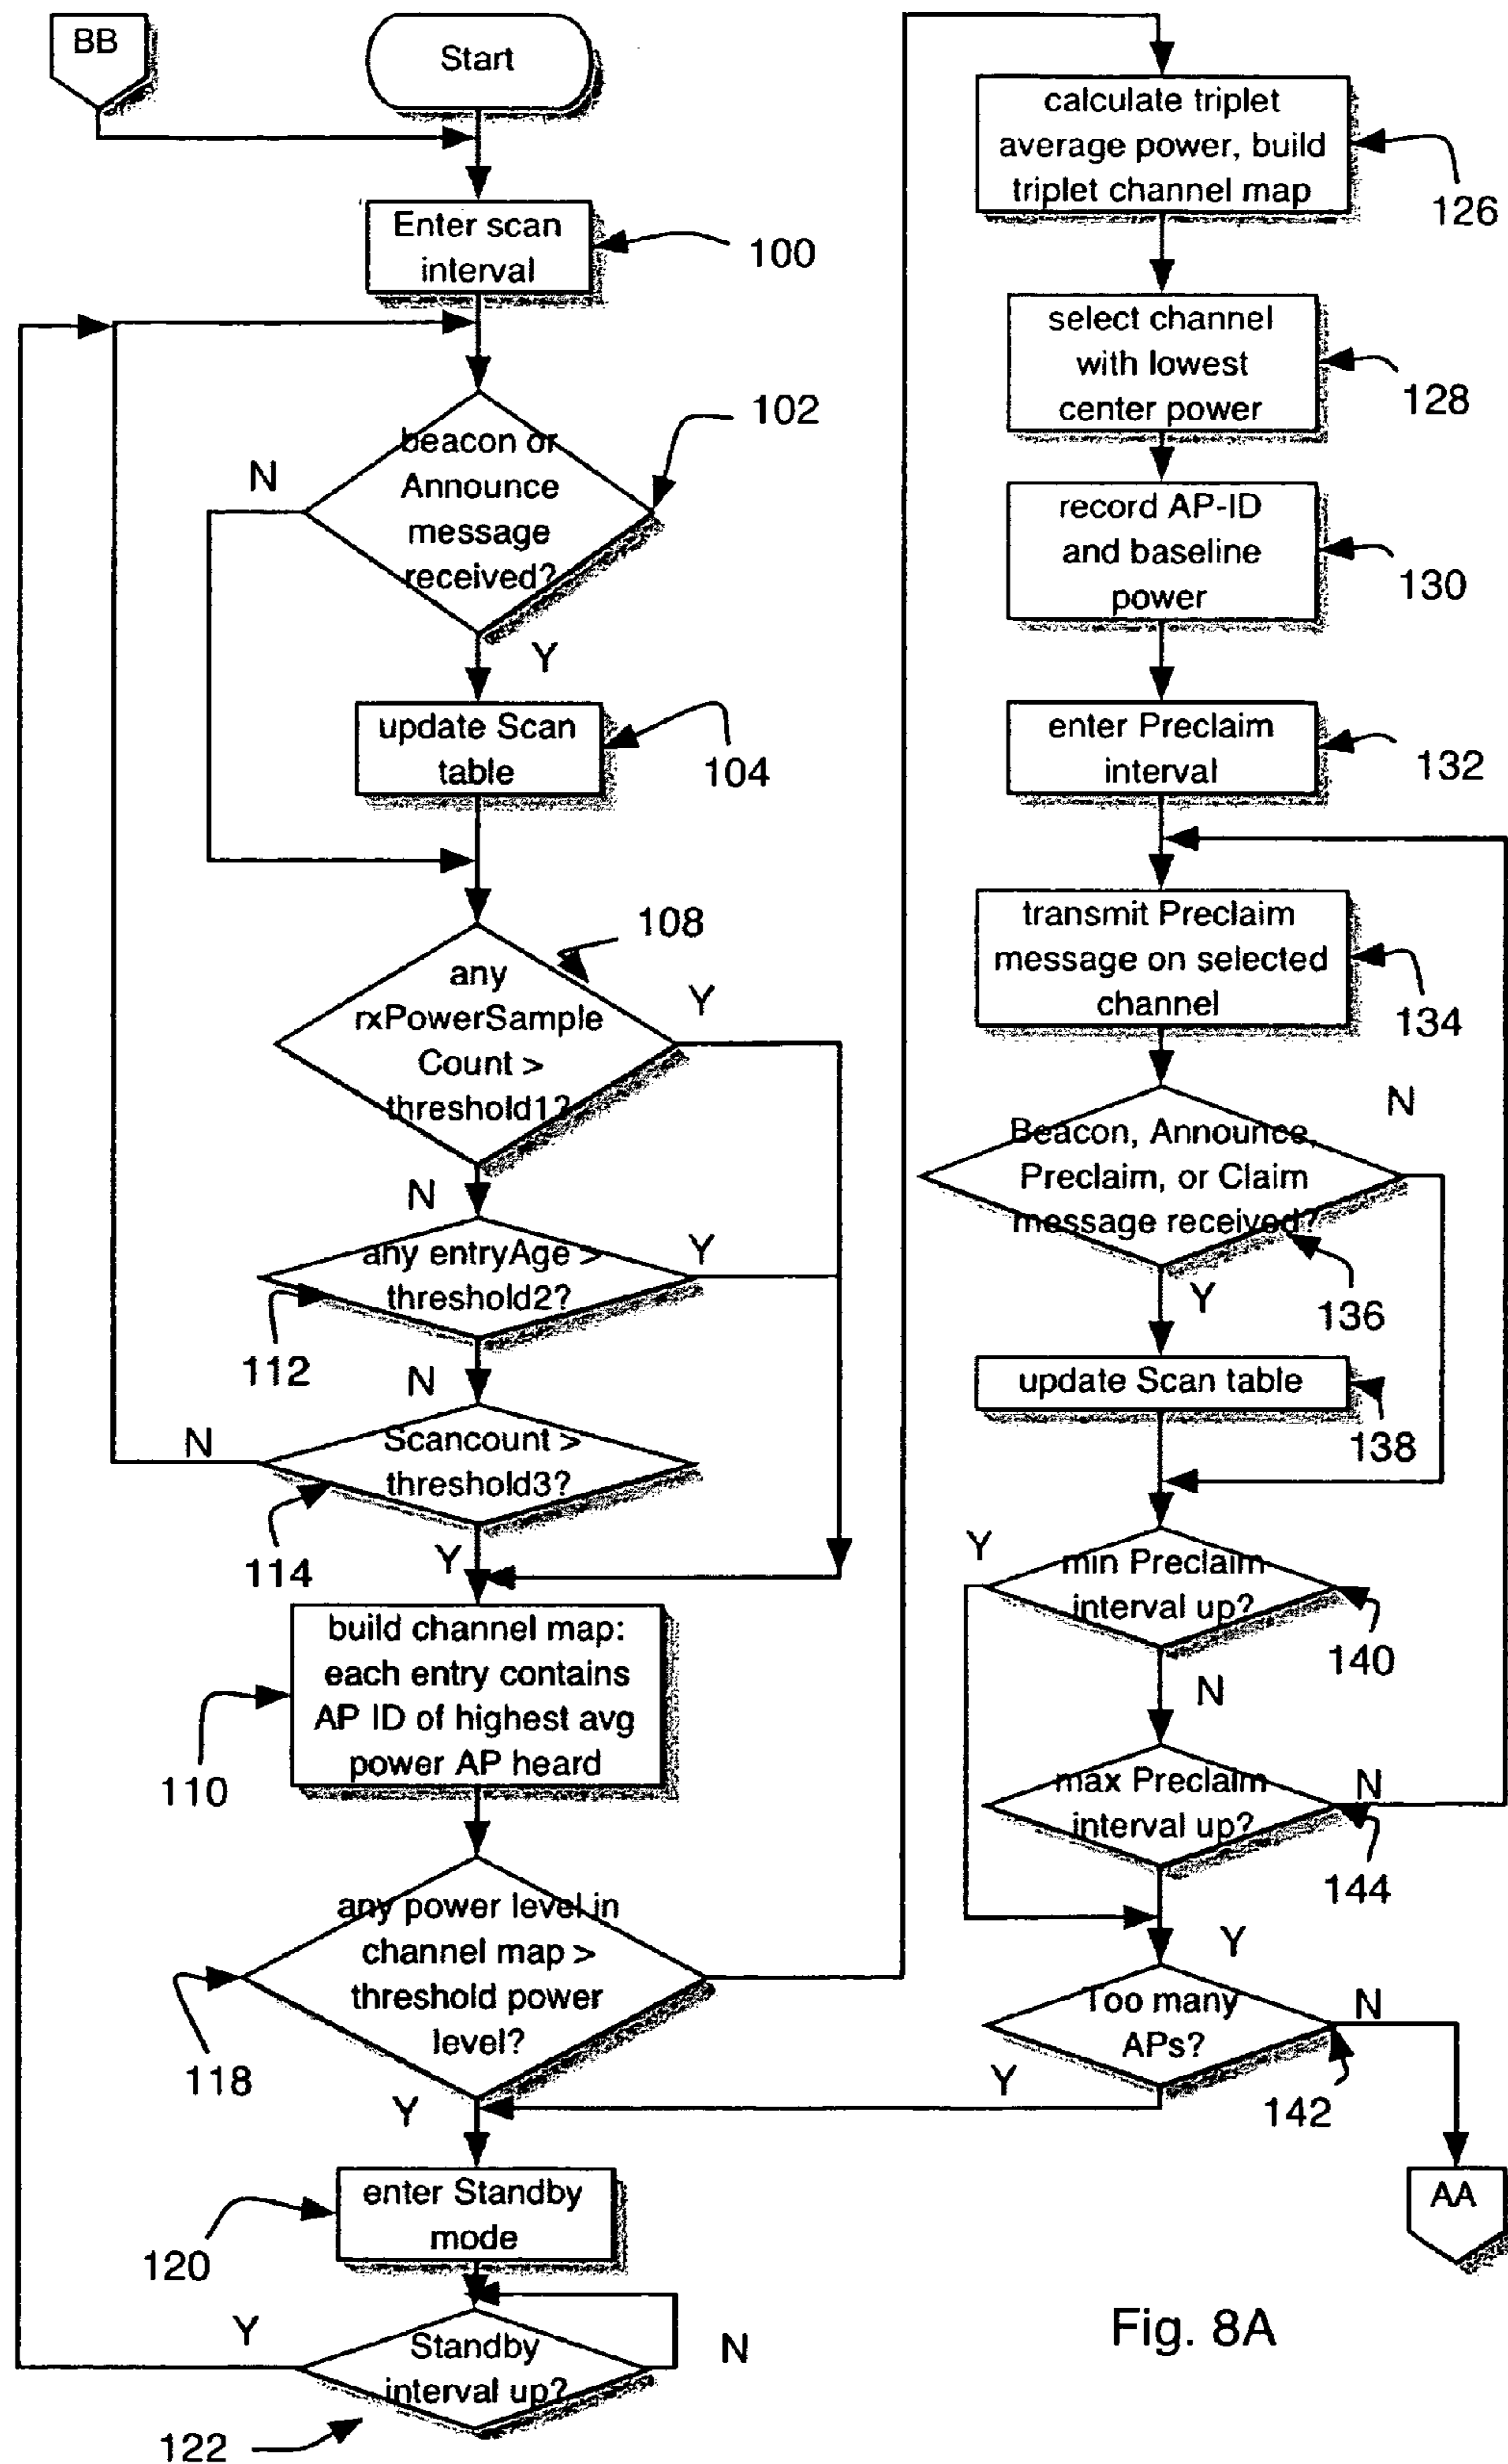 BB
Start
Enter scan
interval
100
beacon or
Announce
message
received?
102
N
Y
update Scan
table
104
any
rxPowerSample
Count >
threshold1?
108
Y
N
any entryAge >
threshold2?
Y
112
N
Scancount >
threshold3?
N
114
Y
build channel map:
each entry contains
AP ID of highest avg
power AP heard
110
any power level in
channel map >
threshold power
level?
118
Y
enter Standby
mode
120
Standby
interval up?
Y
N
122
calculate triplet
average power, build
triplet channel map
126
select channel
with lowest
center power
128
record AP-ID
and baseline
power
130
enter Preclaim
interval
132
transmit Preclaim
message on selected
channel
134
Beacon, Announce,
Preclaim, or Claim
message received?
N
136
Y
update Scan table
138
min Preclaim
interval up?
Y
140
N
max Preclaim
interval up?
N
144
Y
Too many
APs?
N
Y
142
AA
Fig. 8A